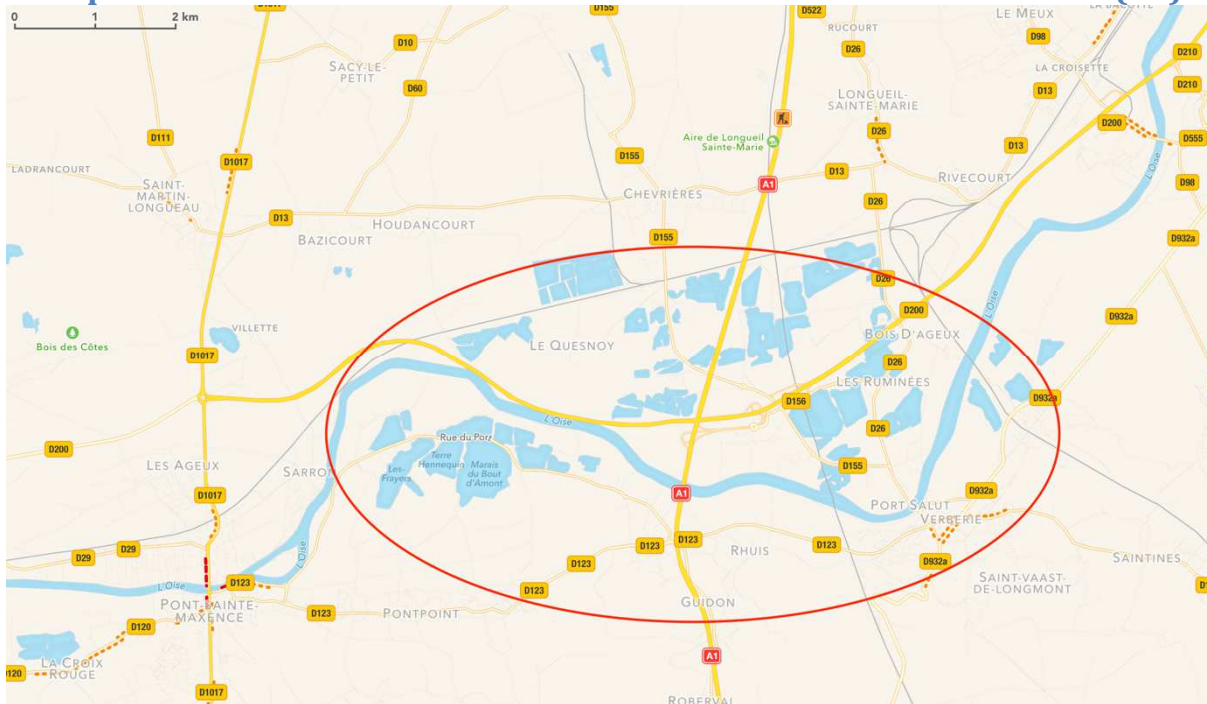 0 2 km
D1017
D155
D522
LE MEUX
RUCOURT
D26
D98
D210
D10
SACY-LE-
PETIT
LA CROISETTE
D60
D210
LONGUEIL-
SAINTE-MARIE
D13
D111
D1017
D155
Aire de Longueil
Sainte-Marie
D26
D200
D555
D13
LADRANCOURT
D13
RIVECOURT
L'Oise
SAINT-
MARTIN-
LONGUEAU
CHEVRIÈRES
A1
D98
D26
D13
HOUDANCOURT
BAZICOURT
D155
D932a
D26
L'Oise
D200
D932a
VILLETTE
Bois des Côtes
LE QUESNOY
BOIS D'AGEUX
D1017
D26
LES RUMINÉES
D156
D932a
L'Oise
Rue du Port
D26
D200
LES AGEUX
SARRON
Les-
Frayers
Terre
Hennequin
Marais
du Bout
d'Amont
D155
D1017
A1
D932a
PORT SALUT
VERBERIE
D29
D29
L'Oise
D123
D123
RHUIS
D123
D932a
SAINTINES
D123
L'Oise
D123
D123
SAINT-VAAST-
DE-LONGMONT
PONT-SAINTE-
MAXENCE
D123
PONTPOINT
GUIDON
D120
A1
LA CROIX
ROUGE
D1017
ROBERVAL